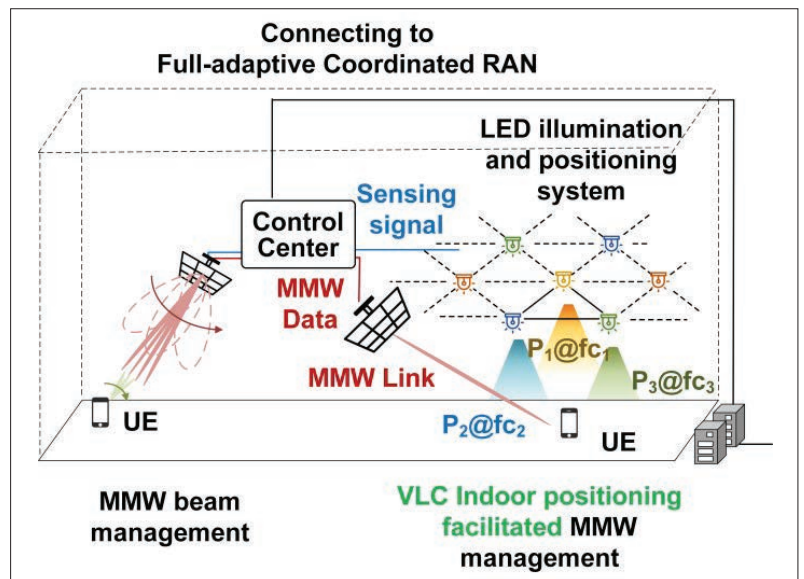 Connecting to
Full-adaptive Coordinated RAN
LED illumination
and positioning
system
Sensing
signal
Control
Center
MMW
Data
MMW Link
P₁@fc₁
P₃@fc₃
P₂@fc₂
UE
UE
MMW beam
management
VLC Indoor positioning
facilitated MMW
management